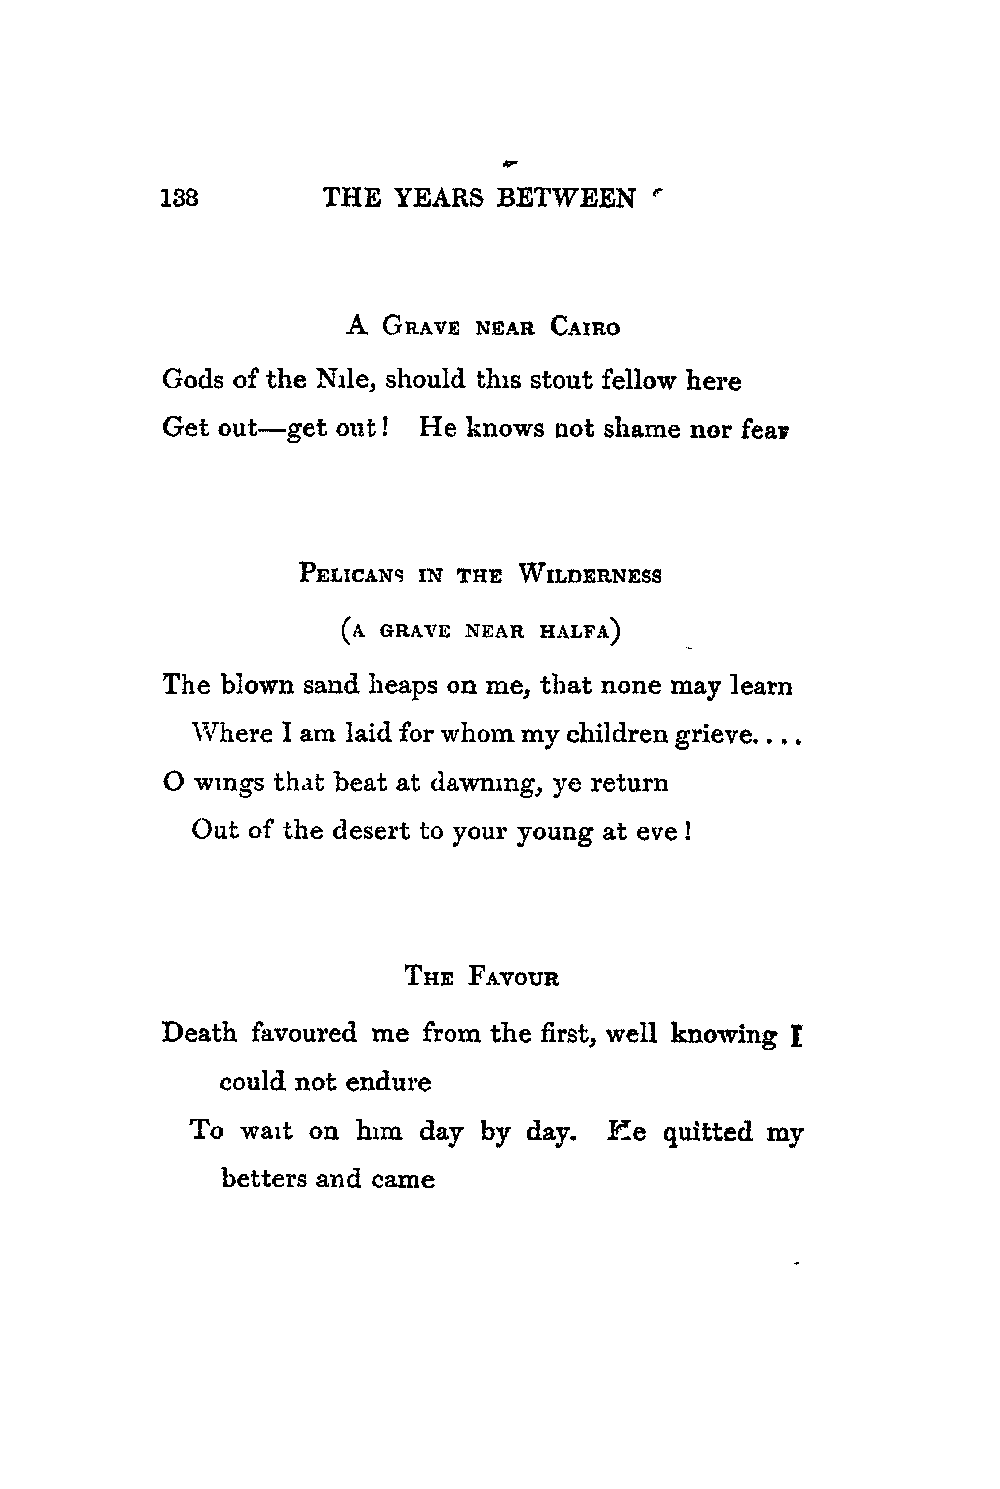 138 THE YEARS BETWEEN
A GRAVE NEAR CAIRO
Gods of the Nile, should this stout fellow here
Get out—get out! He knows not shame nor fear
PELICANS IN THE WILDERNESS
(A GRAVE NEAR HALFA)
The blown sand heaps on me, that none may learn
Where I am laid for whom my children grieve. . . .
O wings that beat at dawning, ye return
Out of the desert to your young at eve!
THE FAVOUR
Death favoured me from the first, well knowing I
could not endure
To wait on him day by day. He quitted my
betters and came